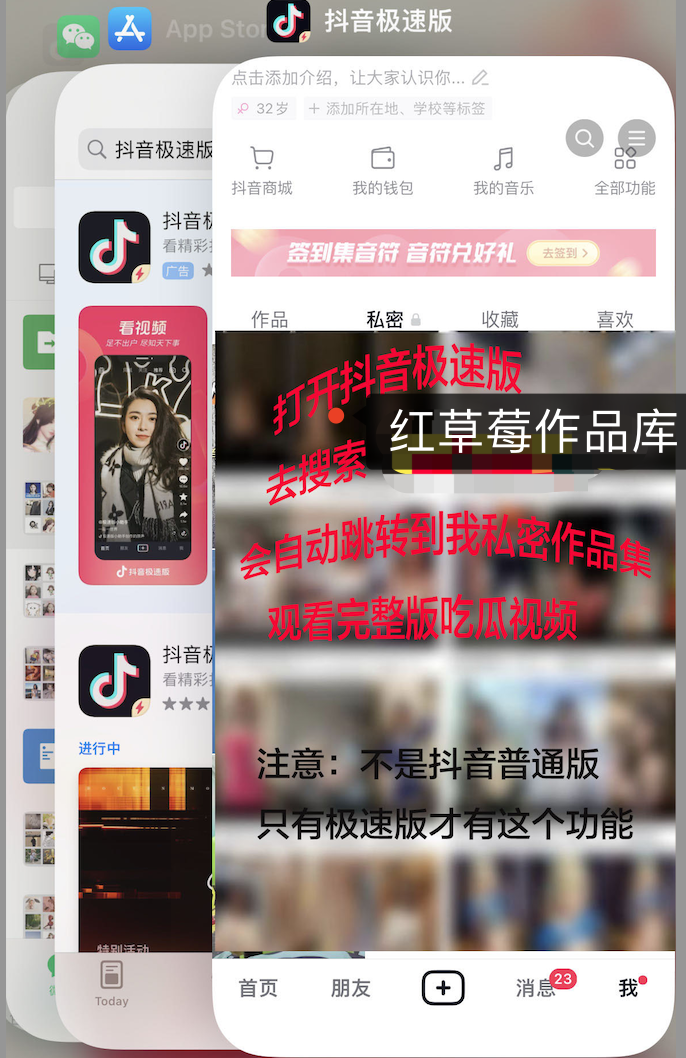 App Stor
抖音极速版
点击添加介绍，让大家认识你...
32岁
+ 添加所在地、学校等标签
抖音极速版
抖音商城
我的钱包
我的音乐
全部功能
抖音极
看精彩
广告
签到集音符 音符兑好礼
去签到 >
看视频
足不出户 尽知天下事
作品
私密
收藏
喜欢
打开抖音极速版
红草莓作品库
去搜索
会自动跳转到我私密作品集
抖音极速版
观看完整版吃瓜视频
抖音极
看精彩
进行中
注意：不是抖音普通版
只有极速版才有这个功能
特别活动
Today
首页
朋友
消息
23
我